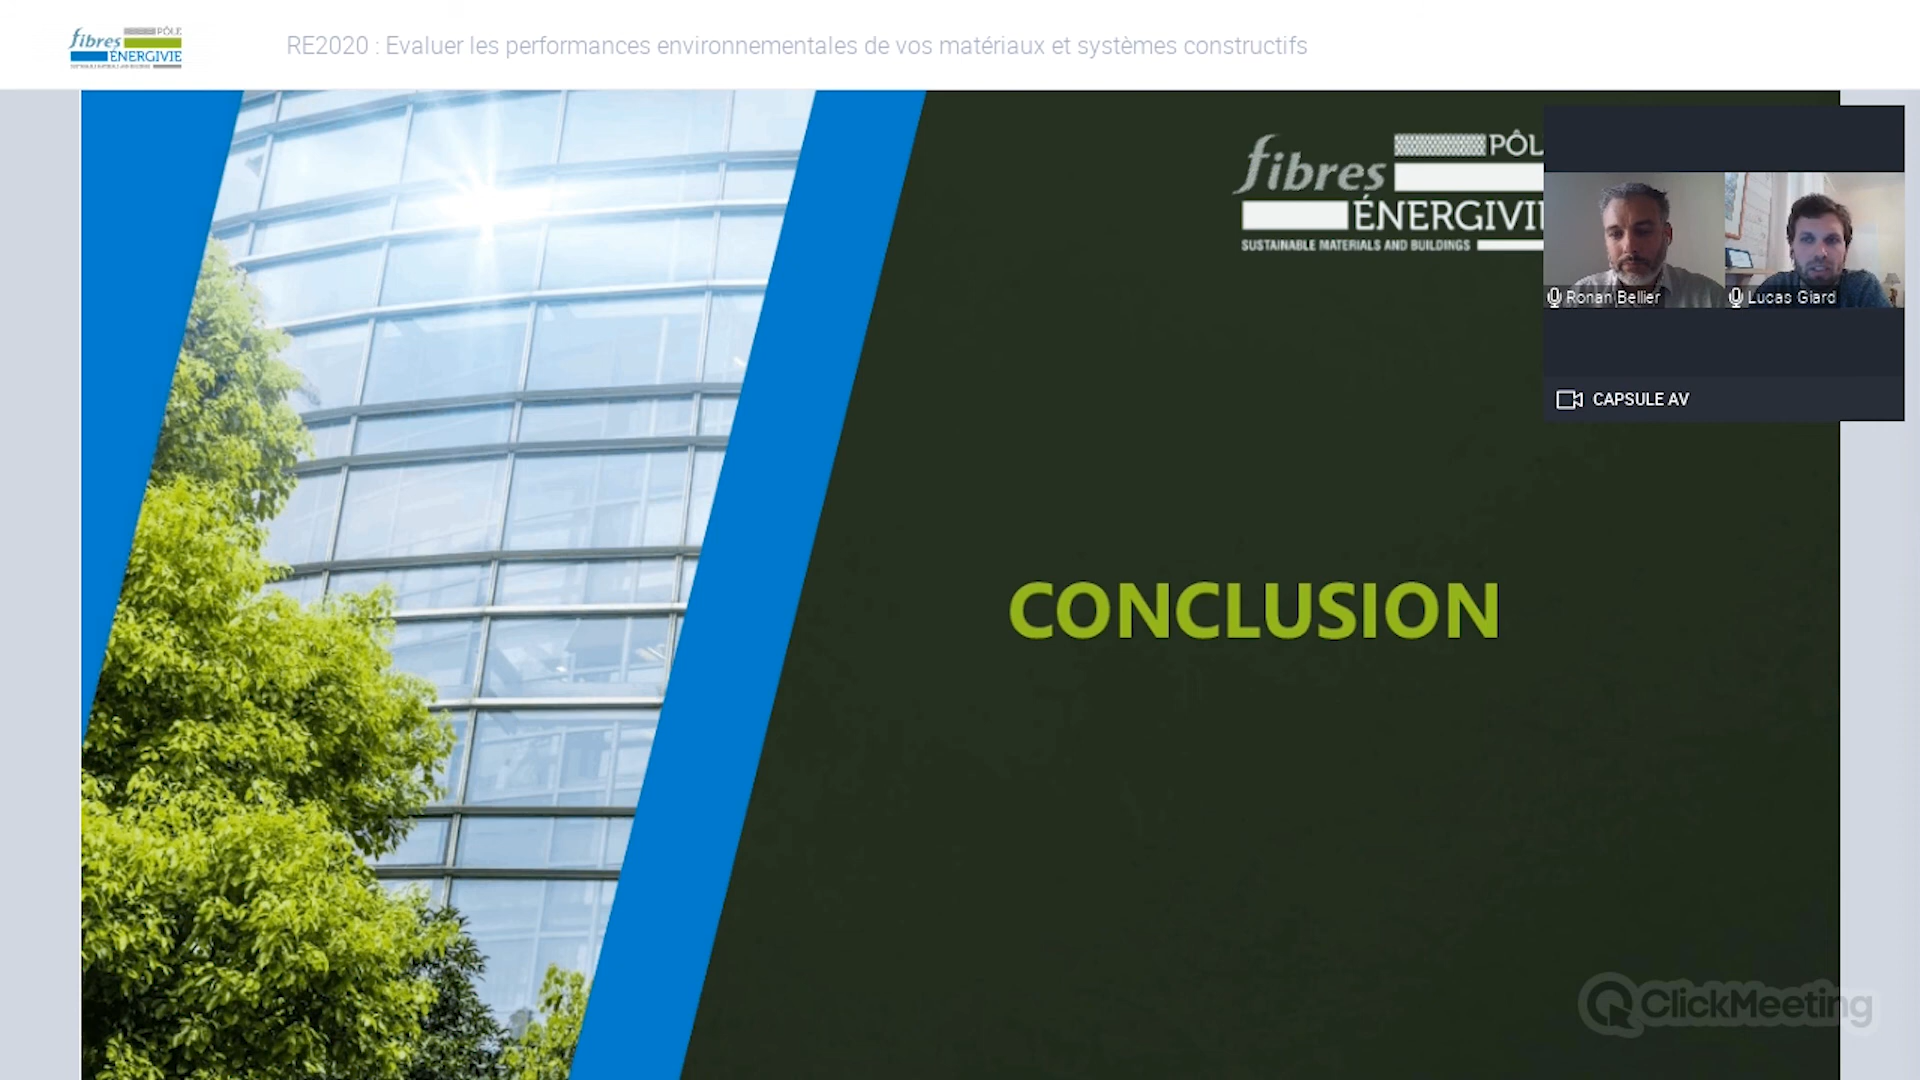 fibres PÔLE
ÉNERGIVIE
RE2020 : Evaluer les performances environnementales de vos matériaux et systèmes constructifs
fibres PÔL
ÉNERGIVI
SUSTAINABLE MATERIALS AND BUILDINGS
Ronan Bellier
Lucas Giard
CAPSULE AV
CONCLUSION
ClickMeeting